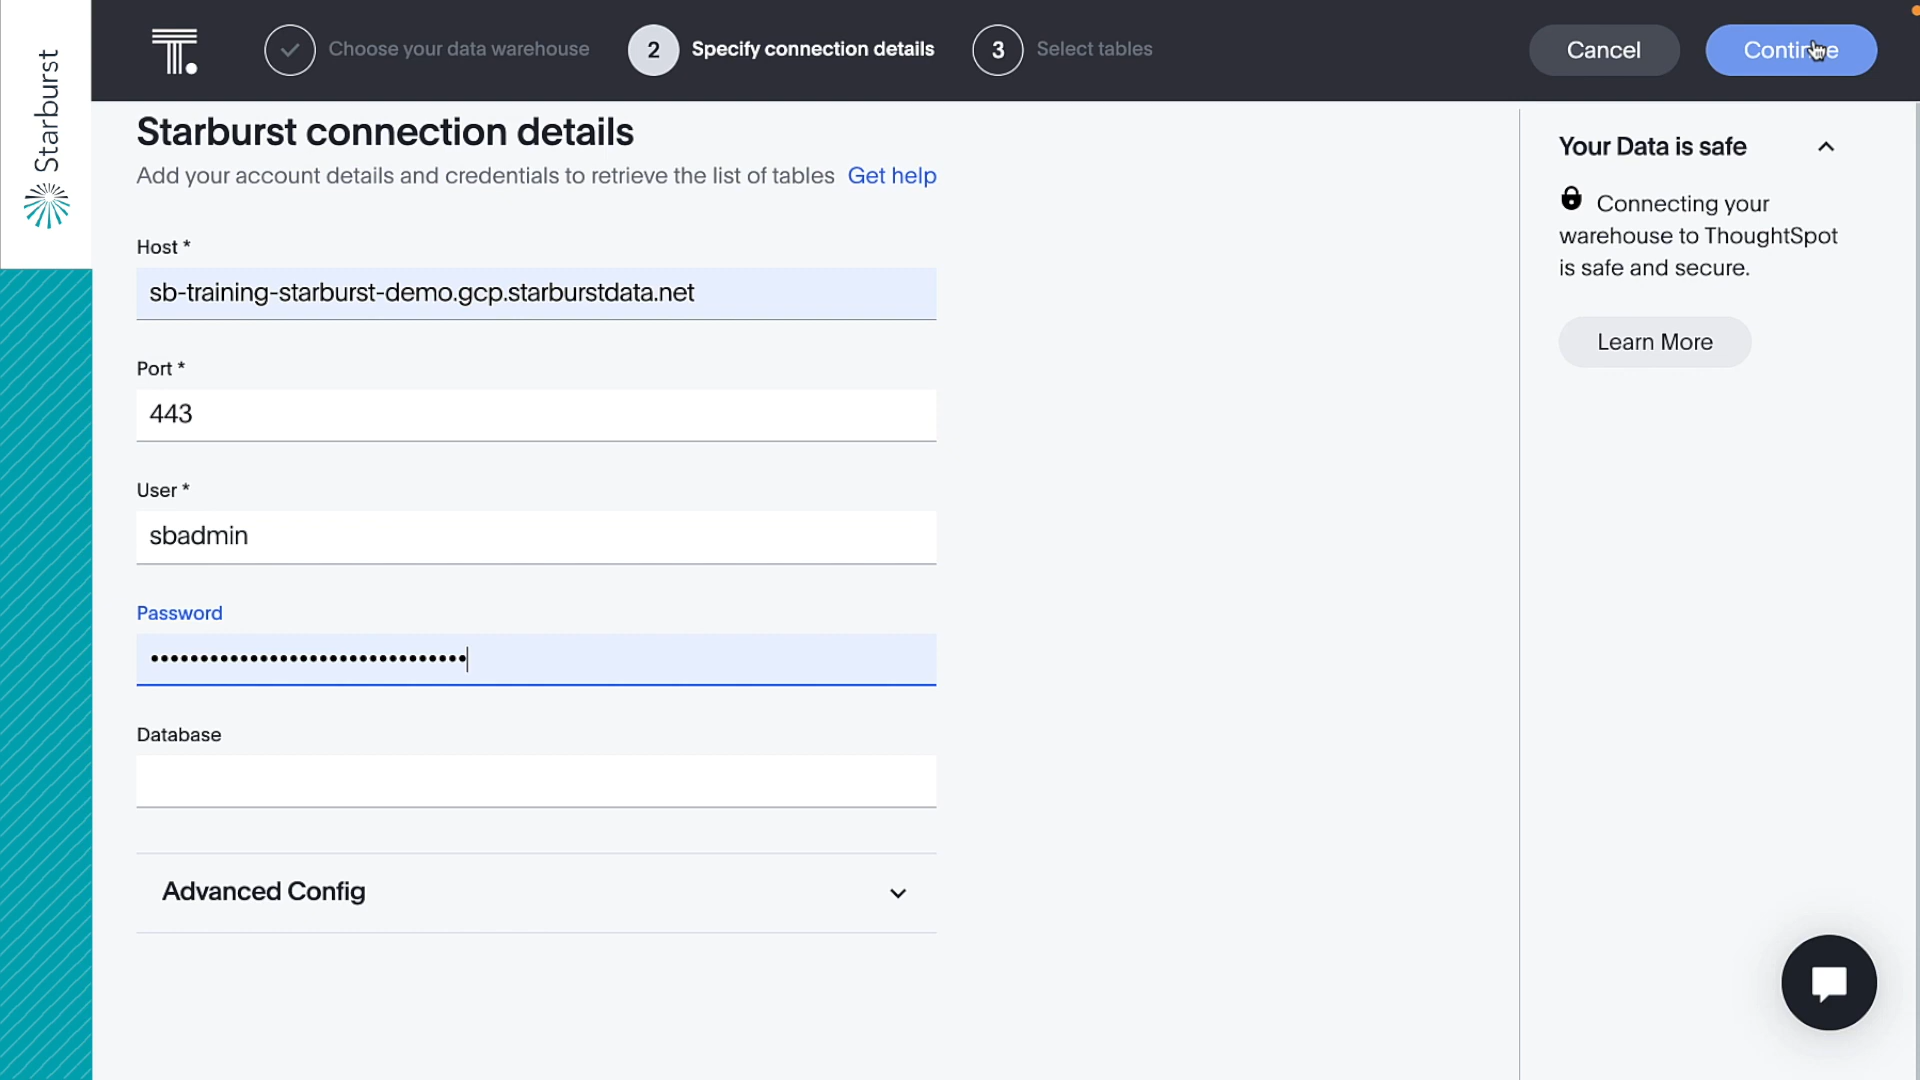 Starburst
T.
Choose your data warehouse
2
Specify connection details
3
Select tables
Cancel
Continue
Starburst connection details
Add your account details and credentials to retrieve the list of tables Get help
Host *
sb-training-starburst-demo.gcp.starburstdata.net
Port *
443
User *
sbadmin
Password
••••••••••••••••••••••••••••••••
Database
Advanced Config
Your Data is safe
Connecting your
warehouse to ThoughtSpot
is safe and secure.
Learn More